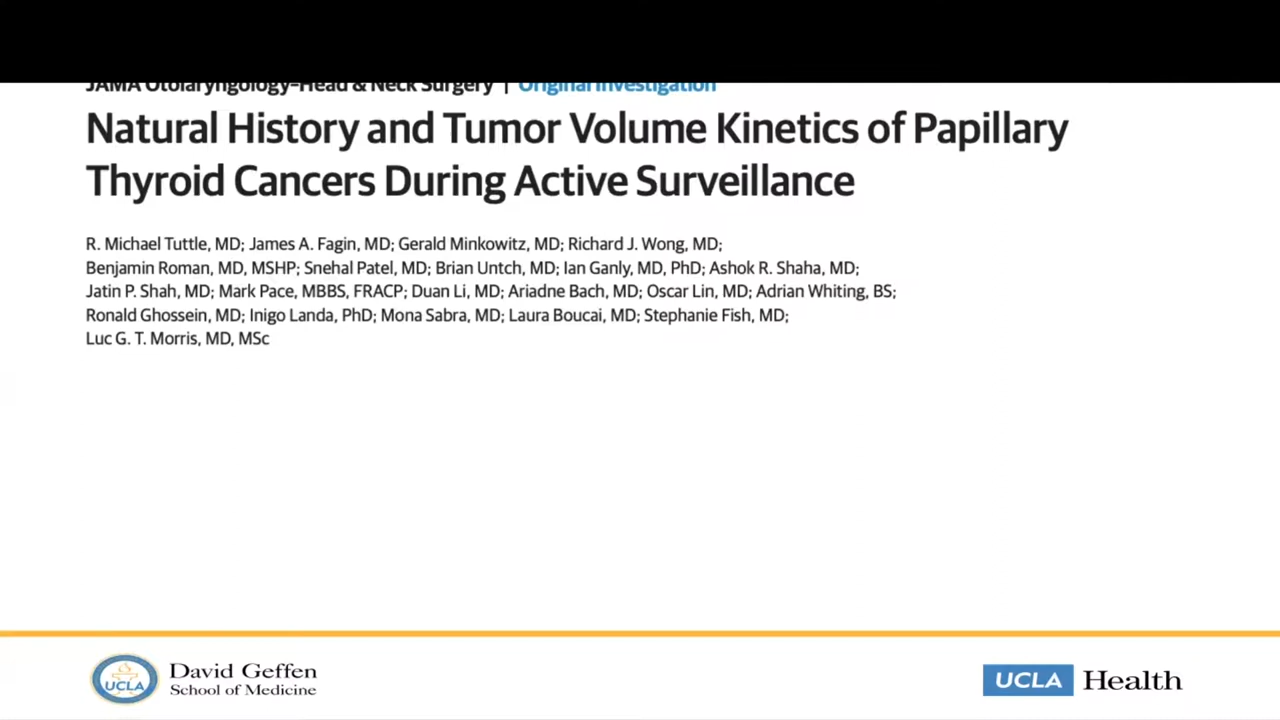 JAMA Otolaryngology–Head & Neck Surgery | Original Investigation
Natural History and Tumor Volume Kinetics of Papillary
Thyroid Cancers During Active Surveillance
R. Michael Tuttle, MD; James A. Fagin, MD; Gerald Minkowitz, MD; Richard J. Wong, MD;
Benjamin Roman, MD, MSHP; Snehal Patel, MD; Brian Untch, MD; Ian Ganly, MD, PhD; Ashok R. Shaha, MD;
Jatin P. Shah, MD; Mark Pace, MBBS, FRACP; Duan Li, MD; Ariadne Bach, MD; Oscar Lin, MD; Adrian Whiting, BS;
Ronald Ghossein, MD; Inigo Landa, PhD; Mona Sabra, MD; Laura Boucai, MD; Stephanie Fish, MD;
Luc G. T. Morris, MD, MSc
UCLA
David Geffen
School of Medicine
UCLA Health